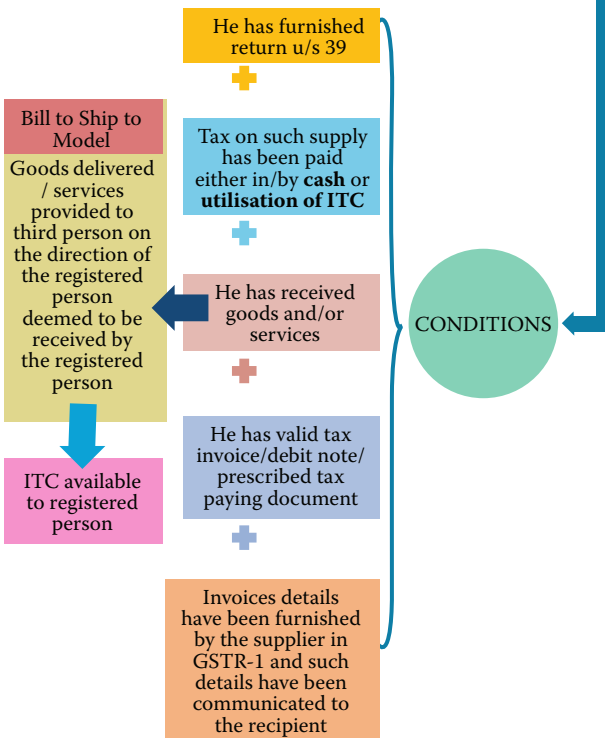 He has furnished
return u/s 39
Tax on such supply
has been paid
either in/by cash or
utilisation of ITC
He has received
goods and/or
services
He has valid tax
invoice/debit note/
prescribed tax
paying document
Invoices details
have been furnished
by the supplier in
GSTR-1 and such
details have been
communicated to
the recipient
Bill to Ship to
Model
Goods delivered
/ services
provided to
third person on
the direction of
the registered
person
deemed to be
received by
the registered
person
ITC available
to registered
person
CONDITIONS